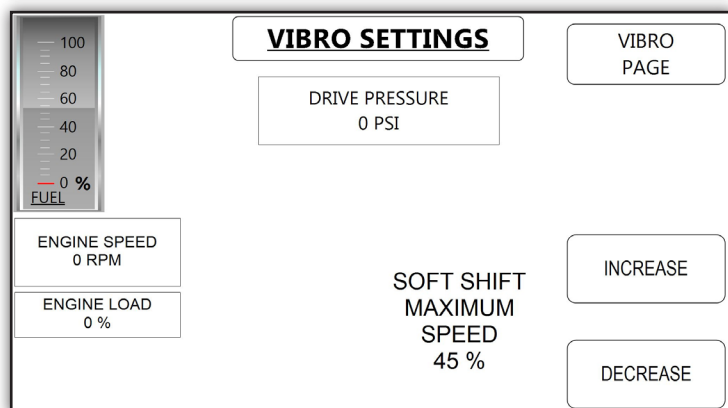 VIBRO SETTINGS
VIBRO
PAGE
100
80
60
40
20
0 %
FUEL
DRIVE PRESSURE
0 PSI
ENGINE SPEED
0 RPM
ENGINE LOAD
0 %
SOFT SHIFT
MAXIMUM
SPEED
45 %
INCREASE
DECREASE